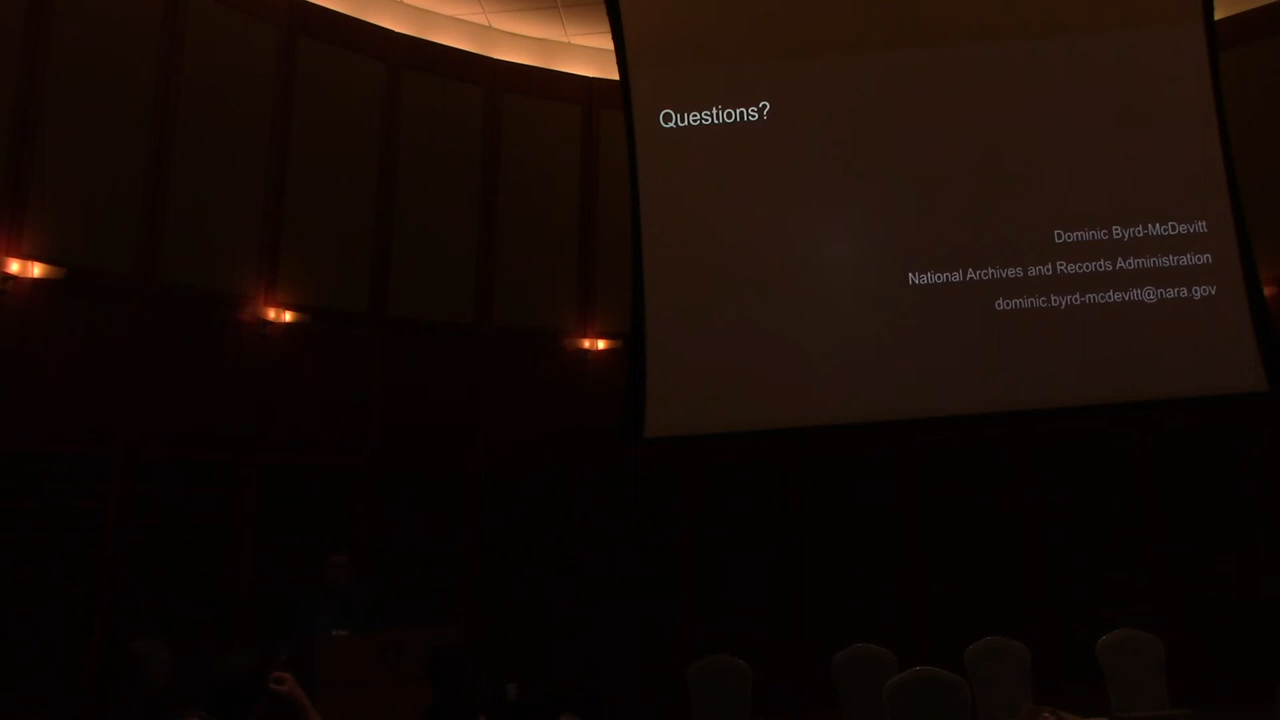 Questions?
Dominic Byrd-McDevitt
National Archives and Records Administration
dominic.byrd-mcdevitt@nara.gov